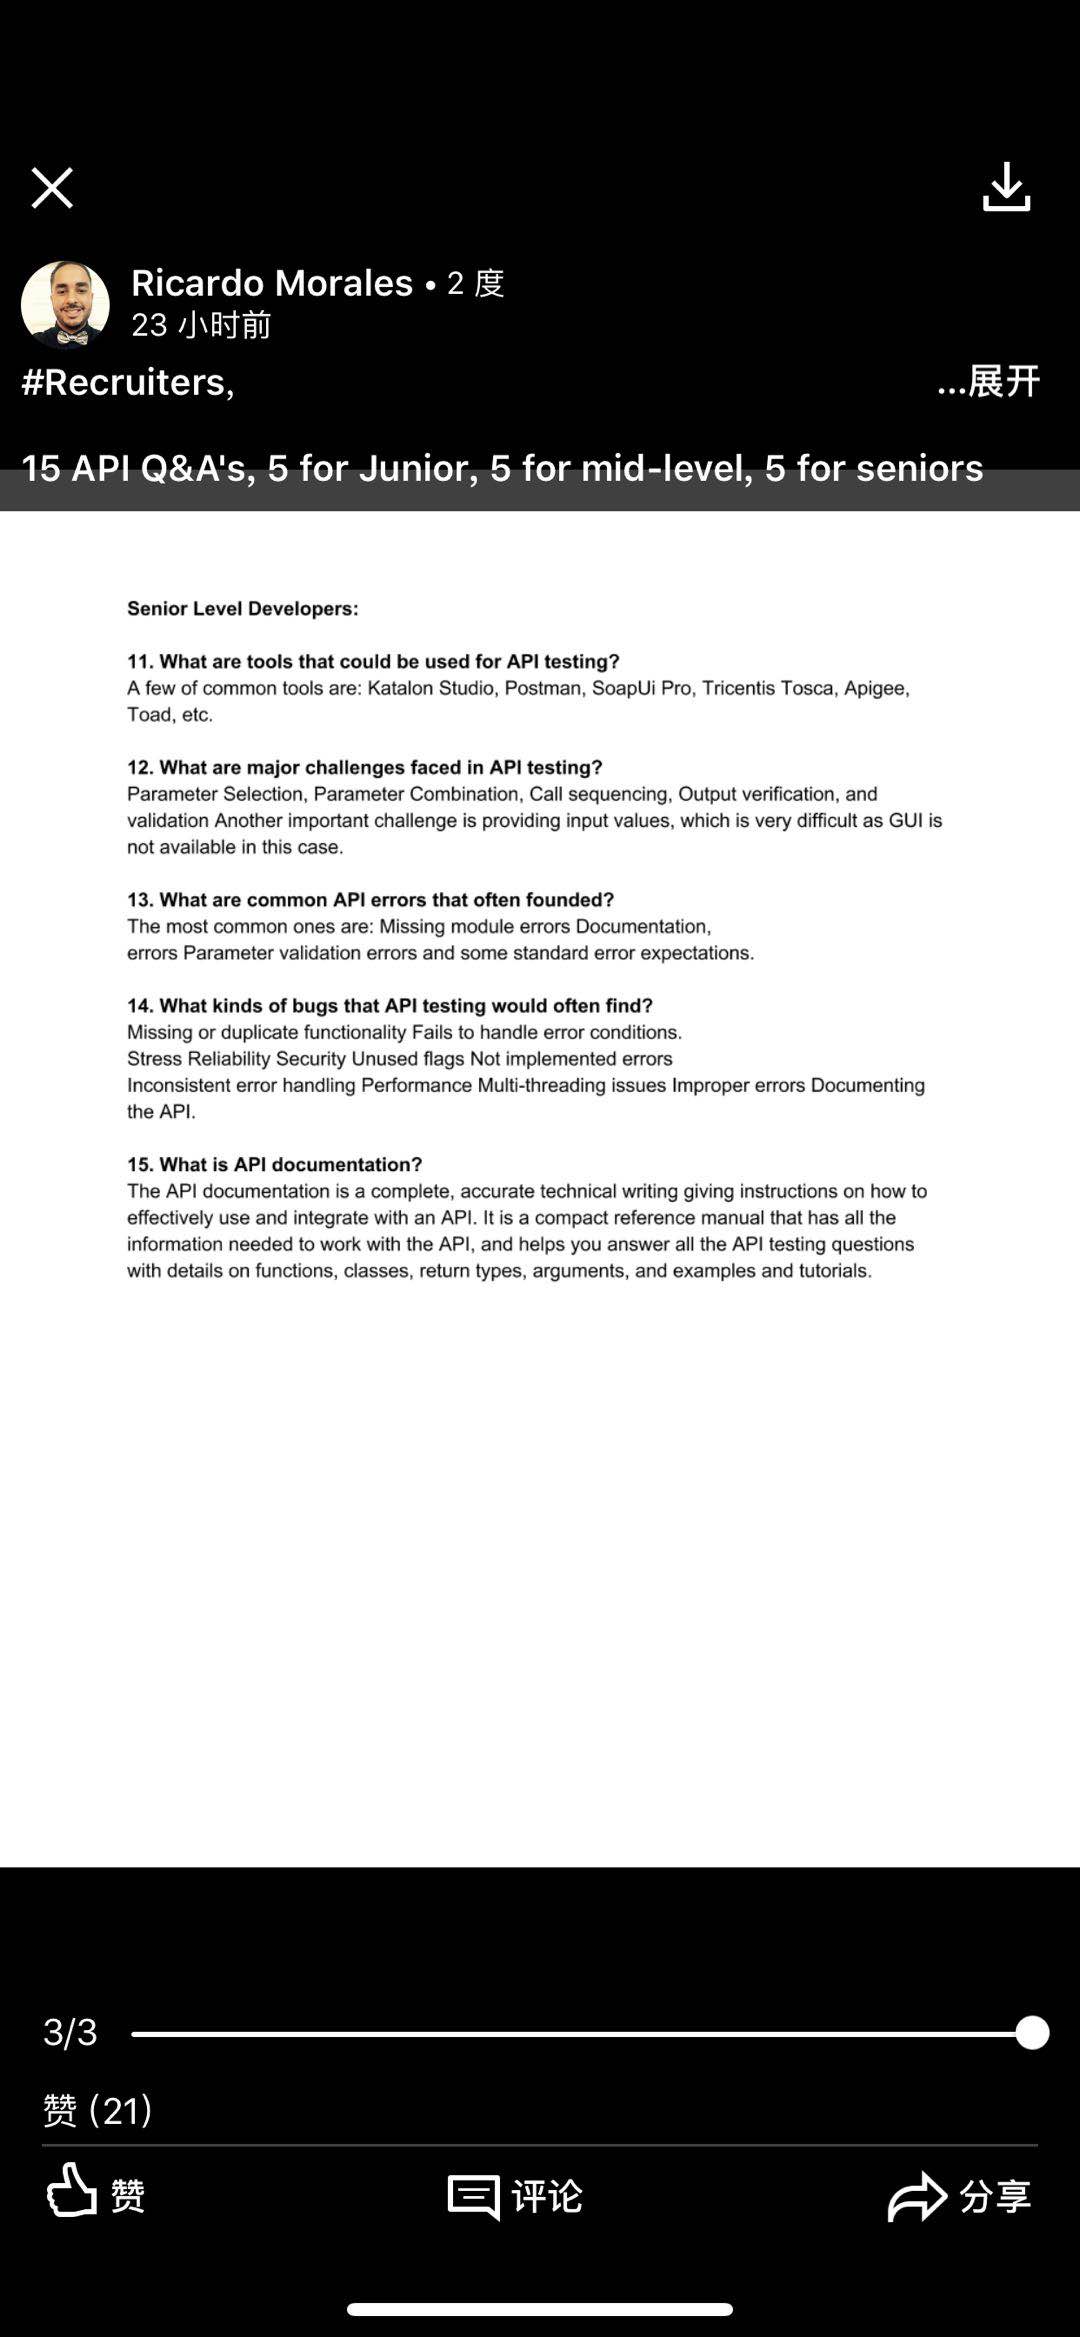 Ricardo Morales • 2 度
23 小时前
#Recruiters,
...展开
15 API Q&A's, 5 for Junior, 5 for mid-level, 5 for seniors
Senior Level Developers:
11. What are tools that could be used for API testing?
A few of common tools are: Katalon Studio, Postman, SoapUi Pro, Tricentis Tosca, Apigee,
Toad, etc.
12. What are major challenges faced in API testing?
Parameter Selection, Parameter Combination, Call sequencing, Output verification, and
validation Another important challenge is providing input values, which is very difficult as GUI is
not available in this case.
13. What are common API errors that often founded?
The most common ones are: Missing module errors Documentation,
errors Parameter validation errors and some standard error expectations.
14. What kinds of bugs that API testing would often find?
Missing or duplicate functionality Fails to handle error conditions.
Stress Reliability Security Unused flags Not implemented errors
Inconsistent error handling Performance Multi-threading issues Improper errors Documenting
the API.
15. What is API documentation?
The API documentation is a complete, accurate technical writing giving instructions on how to
effectively use and integrate with an API. It is a compact reference manual that has all the
information needed to work with the API, and helps you answer all the API testing questions
with details on functions, classes, return types, arguments, and examples and tutorials.
3/3
赞 (21)
赞
评论
分享